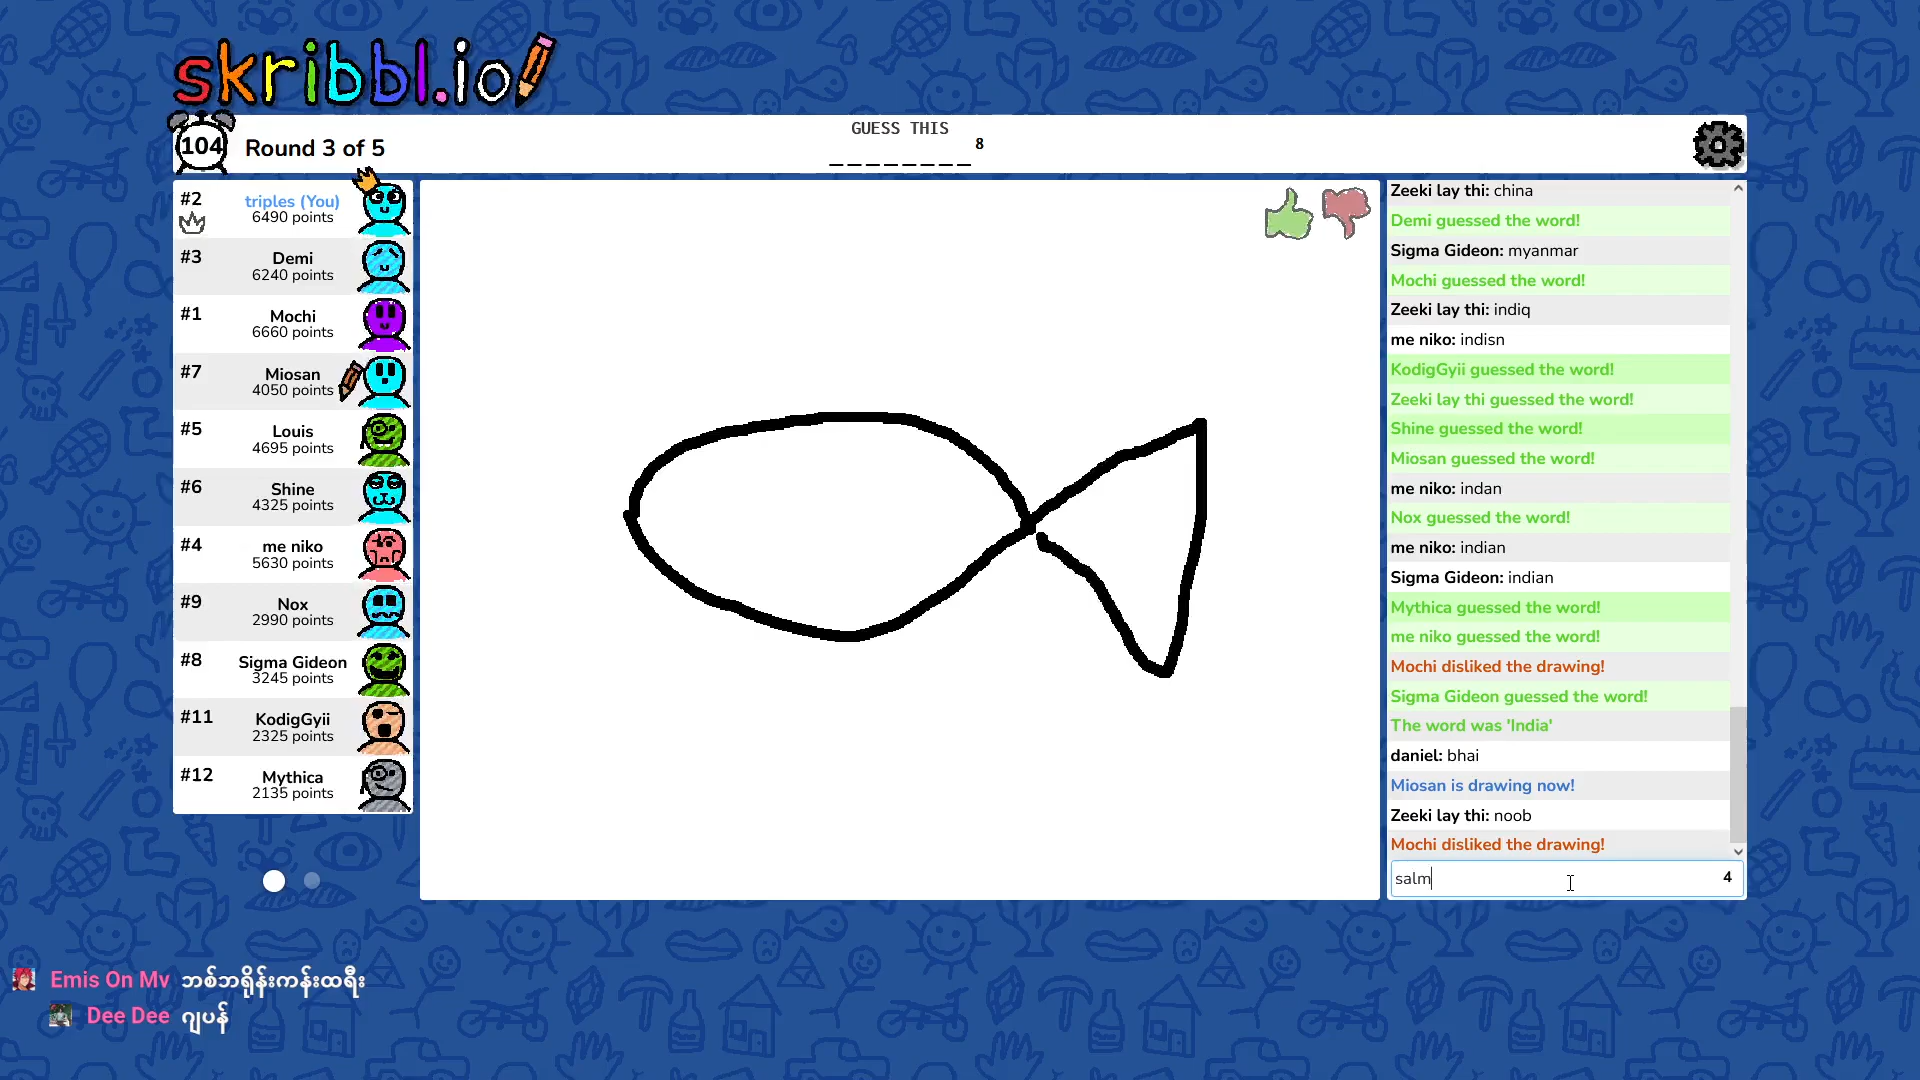 skribbl.io
104
Round 3 of 5
GUESS THIS
________ 8
#2
triples (You)
6490 points
#3
Demi
6240 points
#1
Mochi
6660 points
#7
Miosan
4050 points
#5
Louis
4695 points
#6
Shine
4325 points
#4
me niko
5630 points
#9
Nox
2990 points
#8
Sigma Gideon
3245 points
#11
KodigGyii
2325 points
#12
Mythica
2135 points
Zeeki lay thi: china
Demi guessed the word!
Sigma Gideon: myanmar
Mochi guessed the word!
Zeeki lay thi: indiq
me niko: indisn
KodigGyii guessed the word!
Zeeki lay thi guessed the word!
Shine guessed the word!
Miosan guessed the word!
me niko: indan
Nox guessed the word!
me niko: indian
Sigma Gideon: indian
Mythica guessed the word!
me niko guessed the word!
Mochi disliked the drawing!
Sigma Gideon guessed the word!
The word was 'India'
daniel: bhai
Miosan is drawing now!
Zeeki lay thi: noob
Mochi disliked the drawing!
salm 4
Emis On Mv ဘစ်ဘရိုန်းကန်းထရီး
Dee Dee ဂျပန်